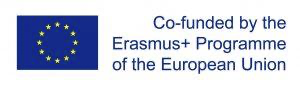 Co-funded by the
Erasmus+ Programme
of the European Union